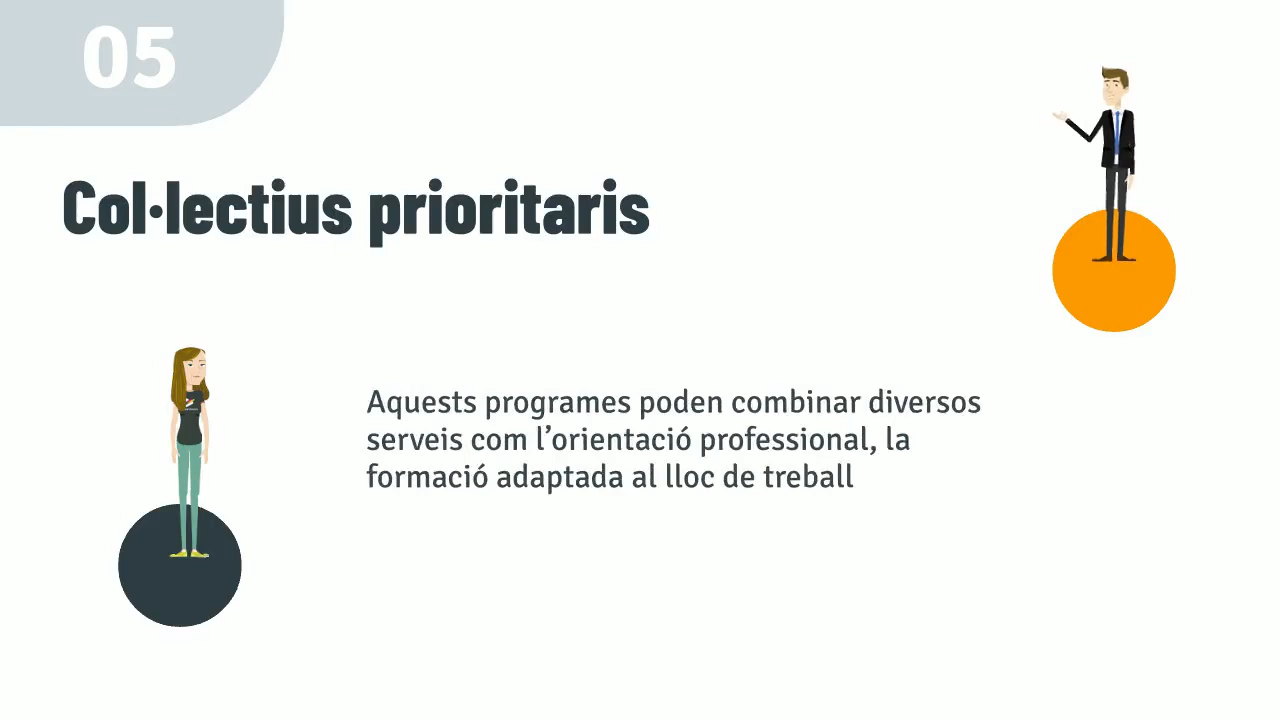 05
Col·lectius prioritaris
Aquests programes poden combinar diversos
serveis com l’orientació professional, la
formació adaptada al lloc de treball